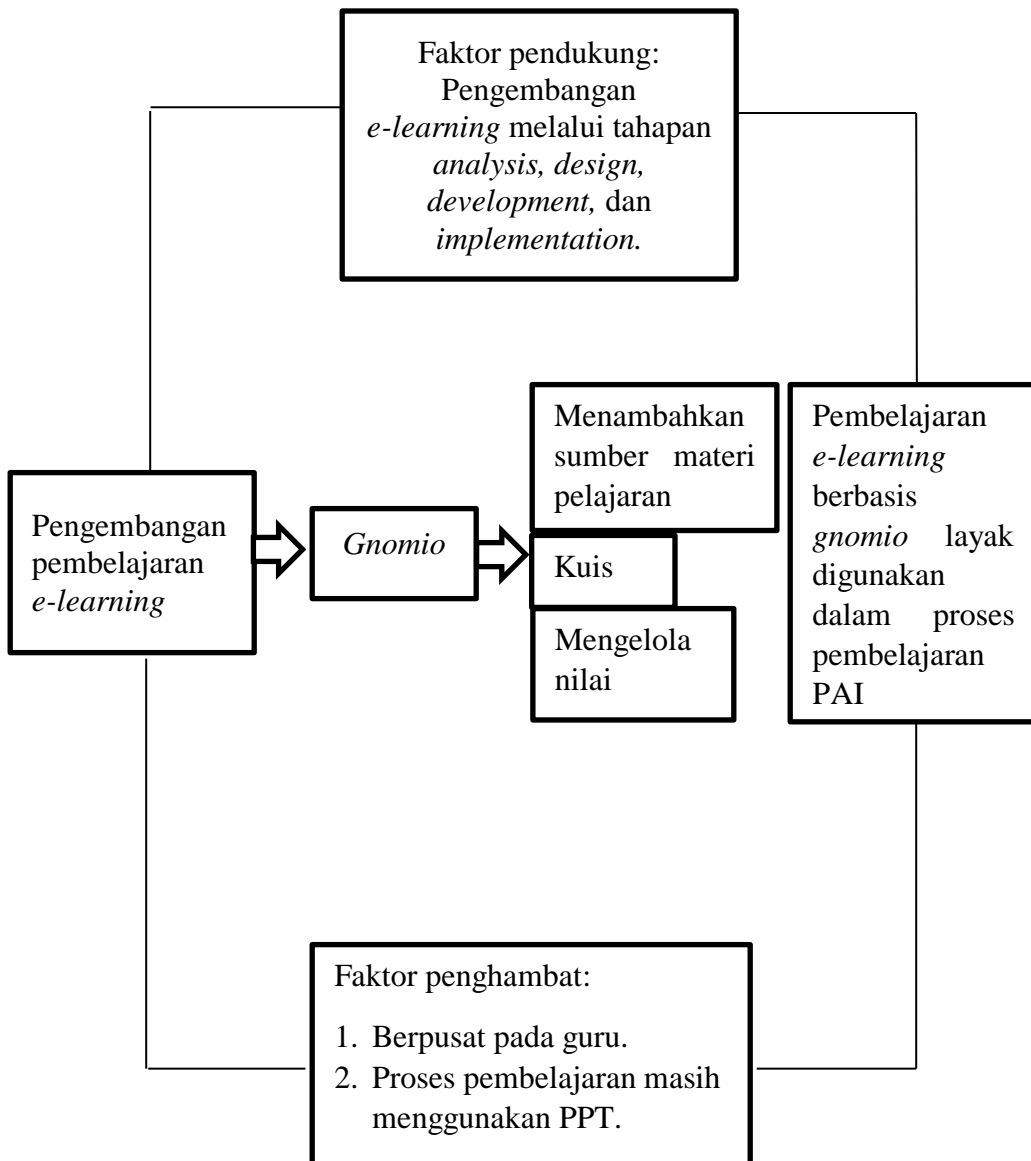 Faktor pendukung:
Pengembangan
e-learning melalui tahapan
analysis, design,
development, dan
implementation.
Pengembangan
pembelajaran
e-learning
Gnomio
Menambahkan
sumber materi
pelajaran
Kuis
Mengelola
nilai
Pembelajaran
e-learning
berbasis
gnomio layak
digunakan
dalam proses
pembelajaran
PAI
Faktor penghambat:
1. Berpusat pada guru.
2. Proses pembelajaran masih
menggunakan PPT.